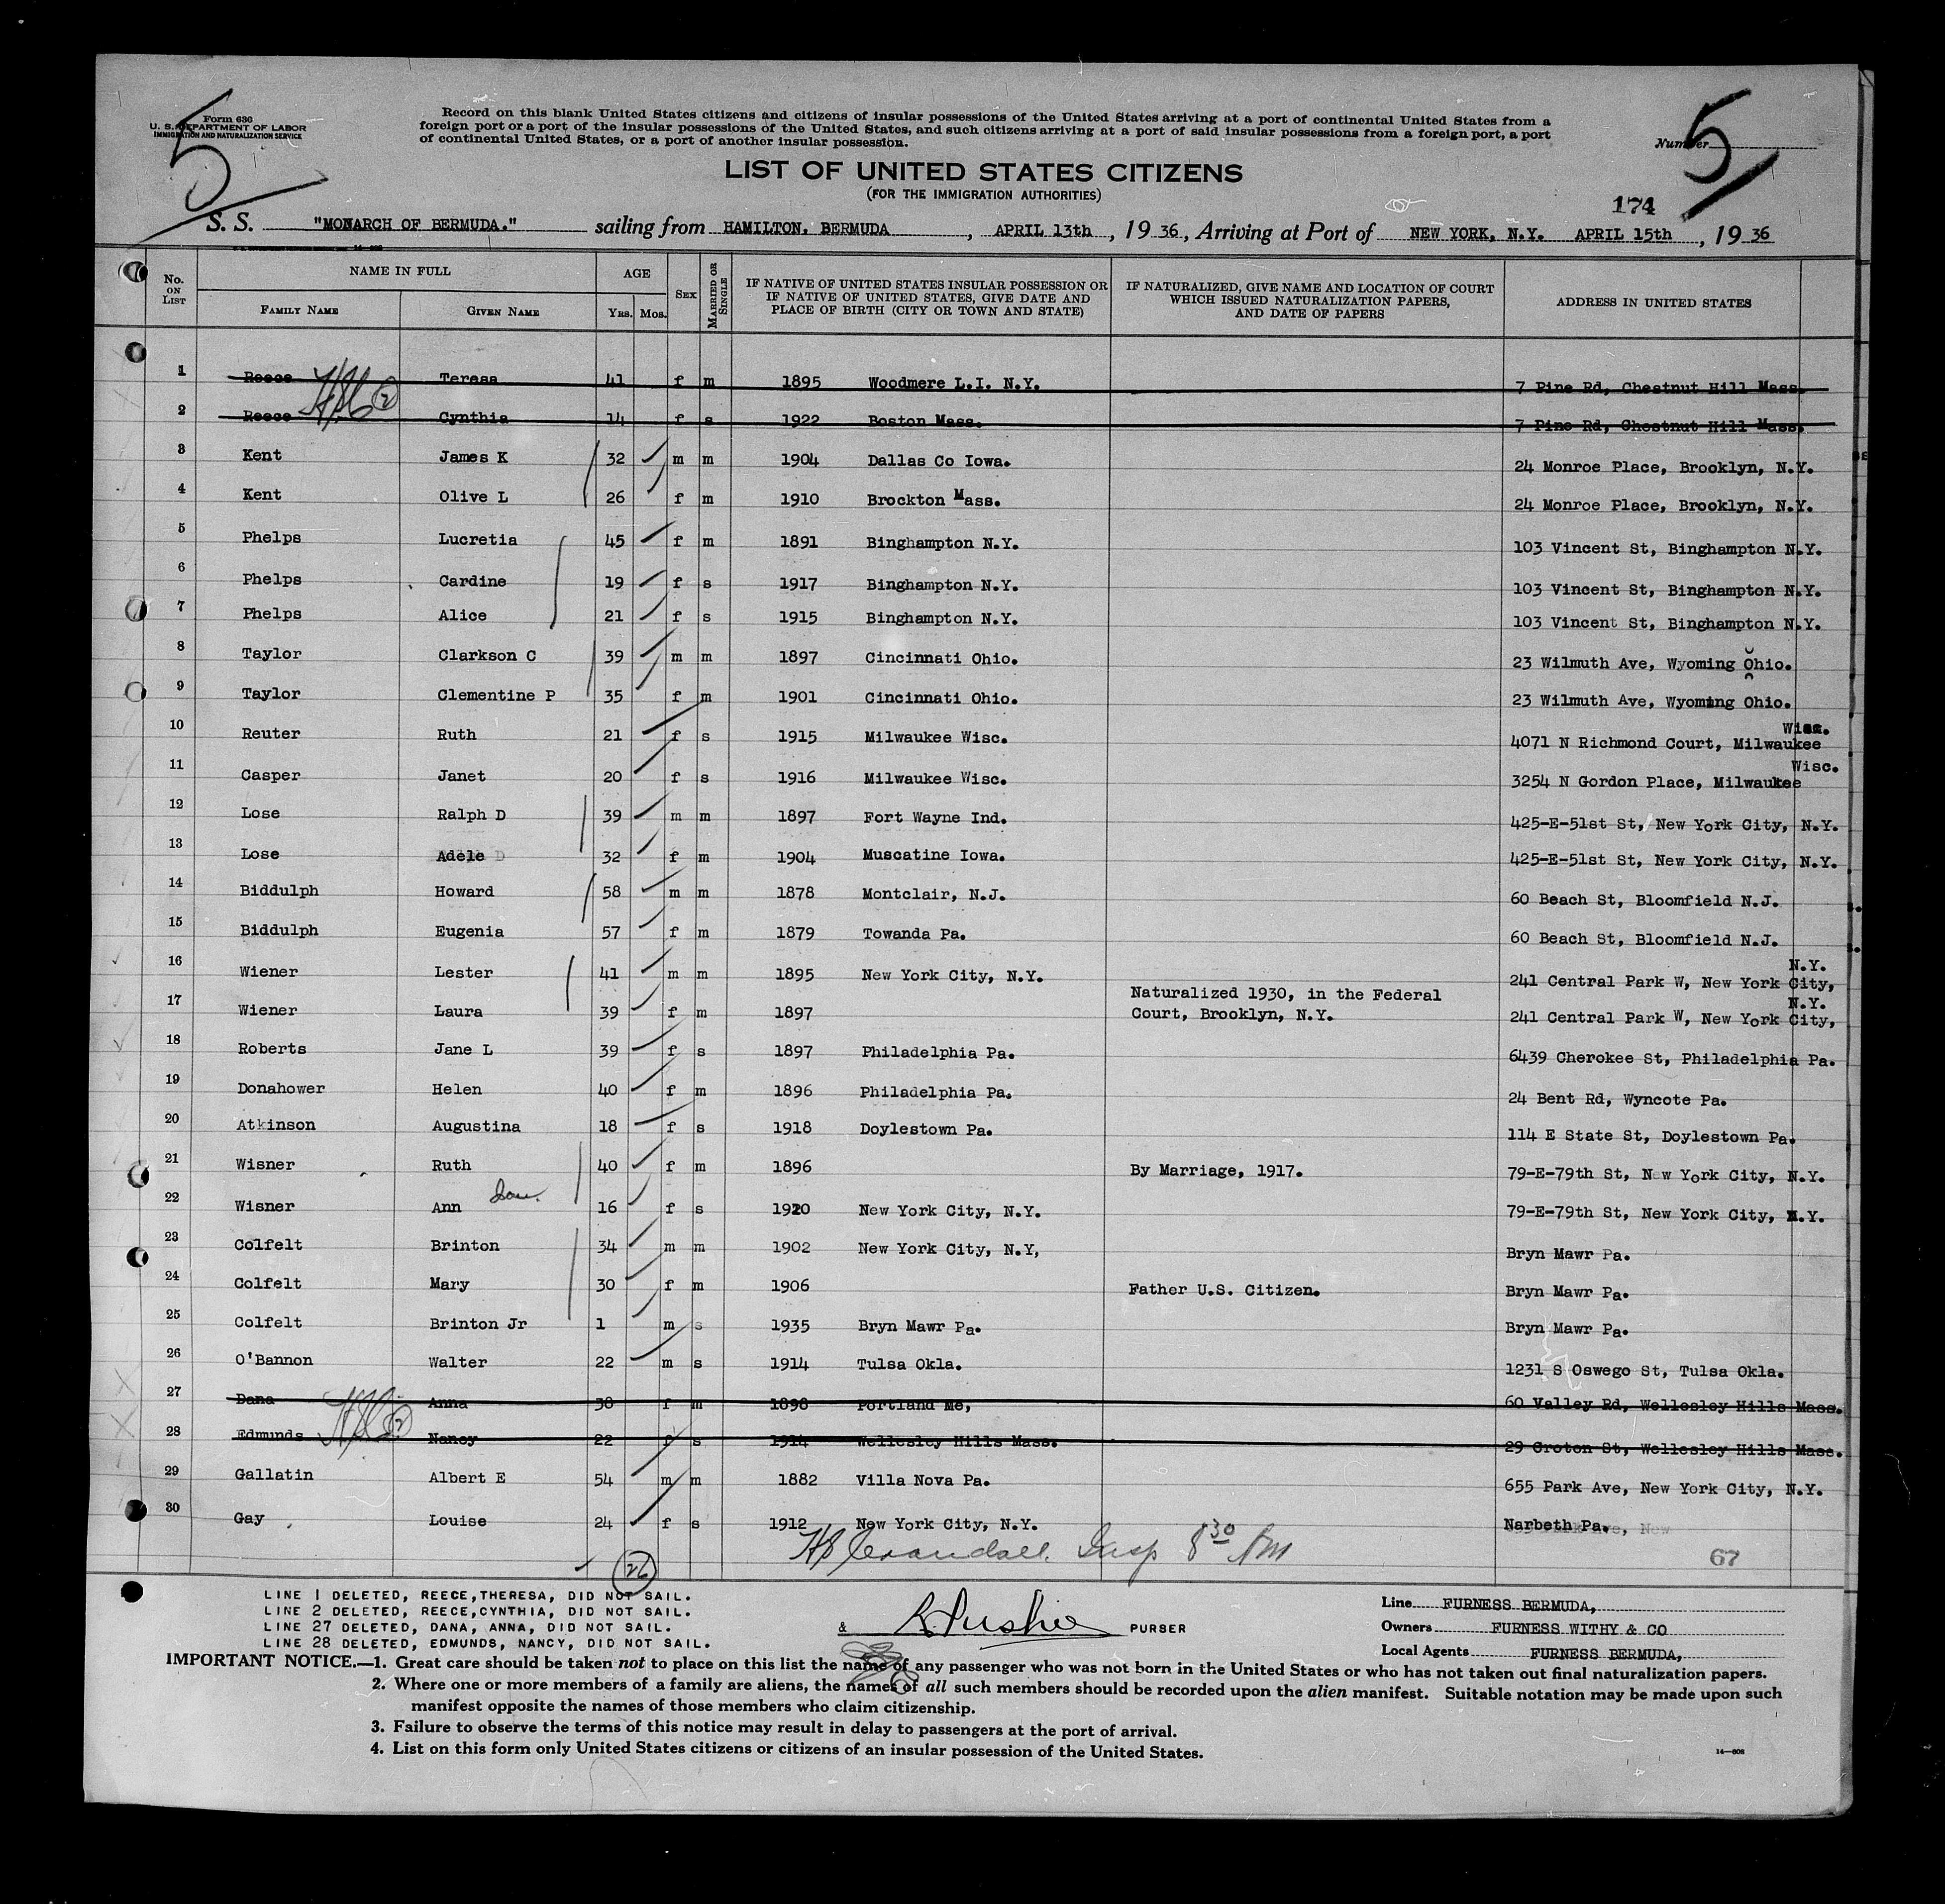 5
Form 630
U. S. DEPARTMENT OF LABOR
IMMIGRATION AND NATURALIZATION SERVICE
Record on this blank United States citizens and citizens of insular possessions of the United States arriving at a port of continental United States from a
foreign port or a port of the insular possessions of the United States, and such citizens arriving at a port of said insular possessions from a foreign port, a port
of continental United States, or a port of another insular possession.
Number 5
LIST OF UNITED STATES CITIZENS
(FOR THE IMMIGRATION AUTHORITIES)
174
S. S. "MONARCH OF BERMUDA." sailing from HAMILTON, BERMUDA, APRIL 13th, 1936, Arriving at Port of NEW YORK, N.Y. APRIL 15th, 1936
No. ON LIST NAME IN FULL FAMILY NAME GIVEN NAME AGE YRS. MOS. SEX MARRIED OR SINGLE IF NATIVE OF UNITED STATES INSULAR POSSESSION OR IF NATIVE OF UNITED STATES, GIVE DATE AND PLACE OF BIRTH (CITY OR TOWN AND STATE) IF NATURALIZED, GIVE NAME AND LOCATION OF COURT WHICH ISSUED NATURALIZATION PAPERS, AND DATE OF PAPERS ADDRESS IN UNITED STATES
1 Reece Teresa 41 f m 1895 Woodmere L.I. N.Y. 7 Pine Rd, Chestnut Hill Mass.
2 Reece Cynthia 14 f s 1922 Boston Mass. 7 Pine Rd, Chestnut Hill Mass.
3 Kent James K 32 m m 1904 Dallas Co Iowa. 24 Monroe Place, Brooklyn, N.Y.
4 Kent Olive L 26 f m 1910 Brockton Mass. 24 Monroe Place, Brooklyn, N.Y.
5 Phelps Lucretia 45 f m 1891 Binghampton N.Y. 103 Vincent St, Binghampton N.Y.
6 Phelps Cardine 19 f s 1917 Binghampton N.Y. 103 Vincent St, Binghampton N.Y.
7 Phelps Alice 21 f s 1915 Binghampton N.Y. 103 Vincent St, Binghampton N.Y.
8 Taylor Clarkson C 39 m m 1897 Cincinnati Ohio. 23 Wilmuth Ave, Wyoming Ohio.
9 Taylor Clementine P 35 f m 1901 Cincinnati Ohio. 23 Wilmuth Ave, Wyoming Ohio.
10 Reuter Ruth 21 f s 1915 Milwaukee Wisc. 4071 N Richmond Court, Milwaukee Wisc.
11 Casper Janet 20 f s 1916 Milwaukee Wisc. 3254 N Gordon Place, Milwaukee Wisc.
12 Lose Ralph D 39 m m 1897 Fort Wayne Ind. 425-E-51st St, New York City, N.Y.
13 Lose Adele 32 f m 1904 Muscatine Iowa. 425-E-51st St, New York City, N.Y.
14 Biddulph Howard 58 m m 1878 Montclair, N.J. 60 Beach St, Bloomfield N.J.
15 Biddulph Eugenia 57 f m 1879 Towanda Pa. 60 Beach St, Bloomfield N.J.
16 Wiener Lester 41 m m 1895 New York City, N.Y. 241 Central Park W, New York City, N.Y.
17 Wiener Laura 39 f m 1897 Naturalized 1930, in the Federal Court, Brooklyn, N.Y. 241 Central Park W, New York City, N.Y.
18 Roberts Jane L 39 f s 1897 Philadelphia Pa. 6439 Cherokee St, Philadelphia Pa.
19 Donahower Helen 40 f m 1896 Philadelphia Pa. 24 Bent Rd, Wyncote Pa.
20 Atkinson Augustina 18 f s 1918 Doylestown Pa. 114 E State St, Doylestown Pa.
21 Wisner Ruth 40 f m 1896 By Marriage, 1917. 79-E-79th St, New York City, N.Y.
22 Wisner Ann dau. 16 f s 1920 New York City, N.Y. 79-E-79th St, New York City, N.Y.
23 Colfelt Brinton 34 m m 1902 New York City, N.Y, Bryn Mawr Pa.
24 Colfelt Mary 30 f m 1906 Father U.S. Citizen. Bryn Mawr Pa.
25 Colfelt Brinton Jr 1 m s 1935 Bryn Mawr Pa. Bryn Mawr Pa.
26 O'Bannon Walter 22 m s 1914 Tulsa Okla. 1231 S Oswego St, Tulsa Okla.
27 Dana Anna 38 f m 1898 Portland Me, 60 Valley Rd, Wellesley Hills Mass.
28 Edmunds Nancy 22 f s 1914 Wellesley Hills Mass. 29 Croton St, Wellesley Hills Mass.
29 Gallatin Albert E 54 m m 1882 Villa Nova Pa. 655 Park Ave, New York City, N.Y.
30 Gay Louise 24 f s 1912 New York City, N.Y. Narbeth Pa.
26 HB Crandall. Insp 8 30 AM 67
LINE 1 DELETED, REECE,THERESA, DID NOT SAIL.
LINE 2 DELETED, REECE,CYNTHIA, DID NOT SAIL.
LINE 27 DELETED, DANA, ANNA, DID NOT SAIL.
LINE 28 DELETED, EDMUNDS, NANCY, DID NOT SAIL.
& PURSER
Line FURNESS BERMUDA,
Owners FURNESS WITHY & CO
Local Agents FURNESS BERMUDA,
IMPORTANT NOTICE.—1. Great care should be taken not to place on this list the name of any passenger who was not born in the United States or who has not taken out final naturalization papers.
2. Where one or more members of a family are aliens, the names of all such members should be recorded upon the alien manifest. Suitable notation may be made upon such
manifest opposite the names of those members who claim citizenship.
3. Failure to observe the terms of this notice may result in delay to passengers at the port of arrival.
4. List on this form only United States citizens or citizens of an insular possession of the United States.
14—608